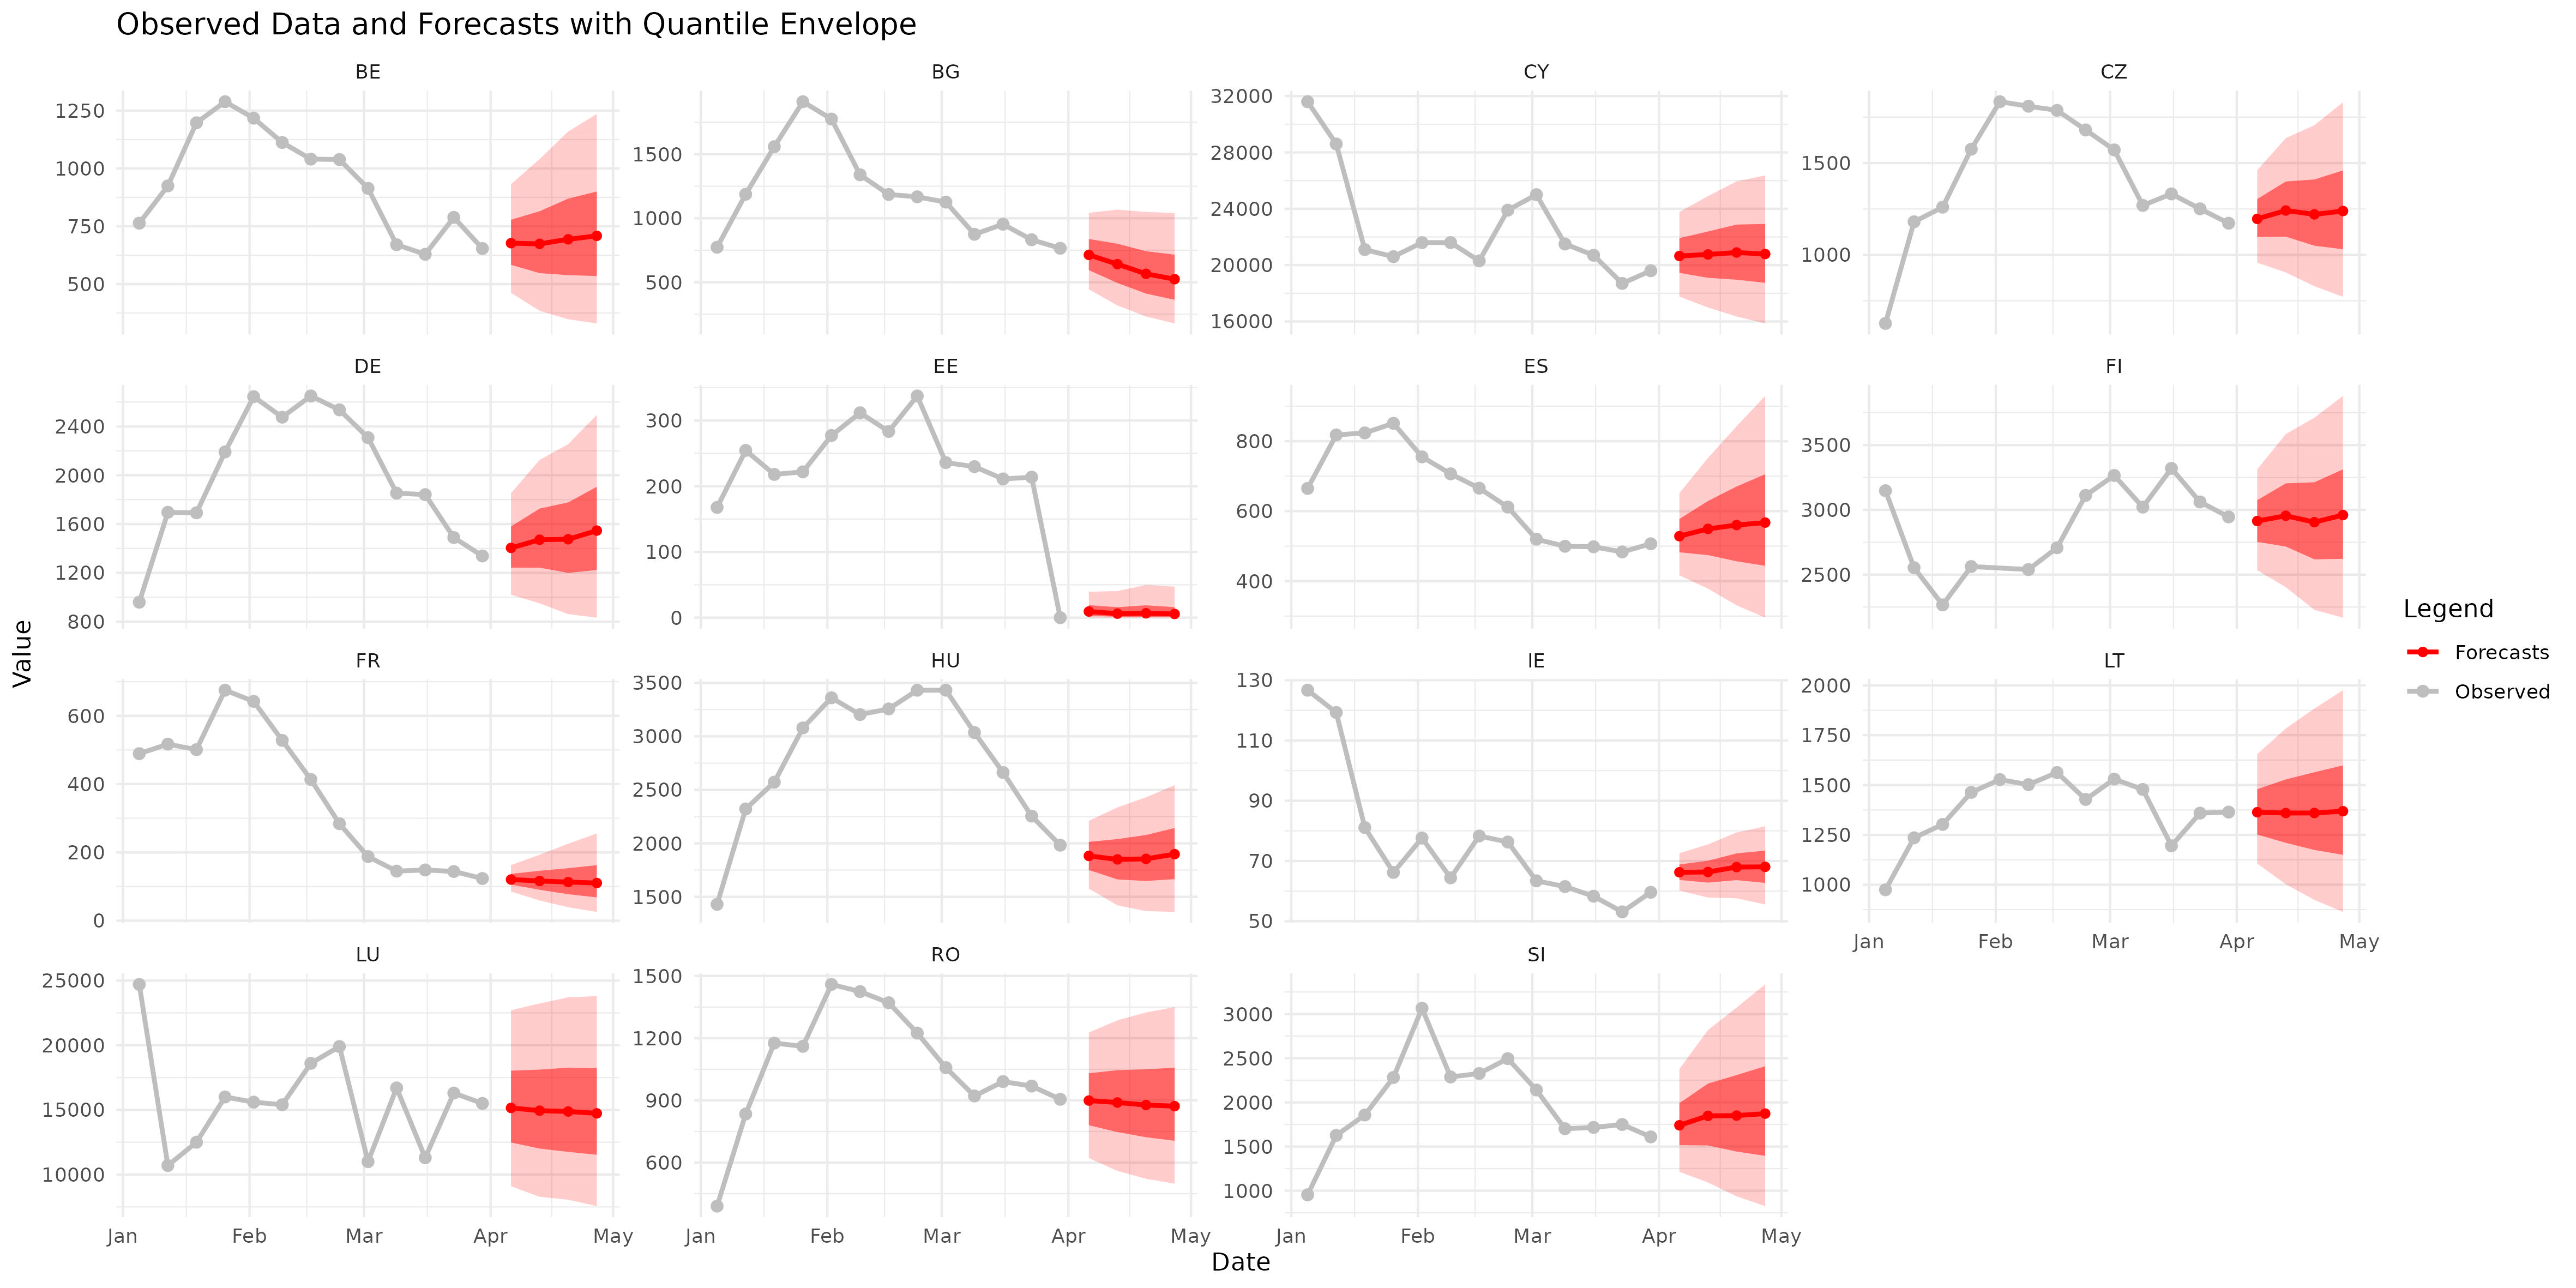 Observed Data and Forecasts with Quantile Envelope
BE
BG
CY
CZ
1250
1000
750
500
1500
1000
500
32000
28000
24000
20000
16000
1500
1000
DE
EE
ES
FI
2400
2000
1600
1200
800
300
200
100
0
800
600
400
3500
3000
2500
FR
HU
IE
LT
600
400
200
0
3500
3000
2500
2000
1500
130
110
90
70
50
2000
1750
1500
1250
1000
Jan Feb Mar Apr May
LU
RO
SI
25000
20000
15000
10000
1500
1200
900
600
3000
2500
2000
1500
1000
Jan Feb Mar Apr May
Jan Feb Mar Apr May
Jan Feb Mar Apr May
Value
Date
Legend
Forecasts
Observed